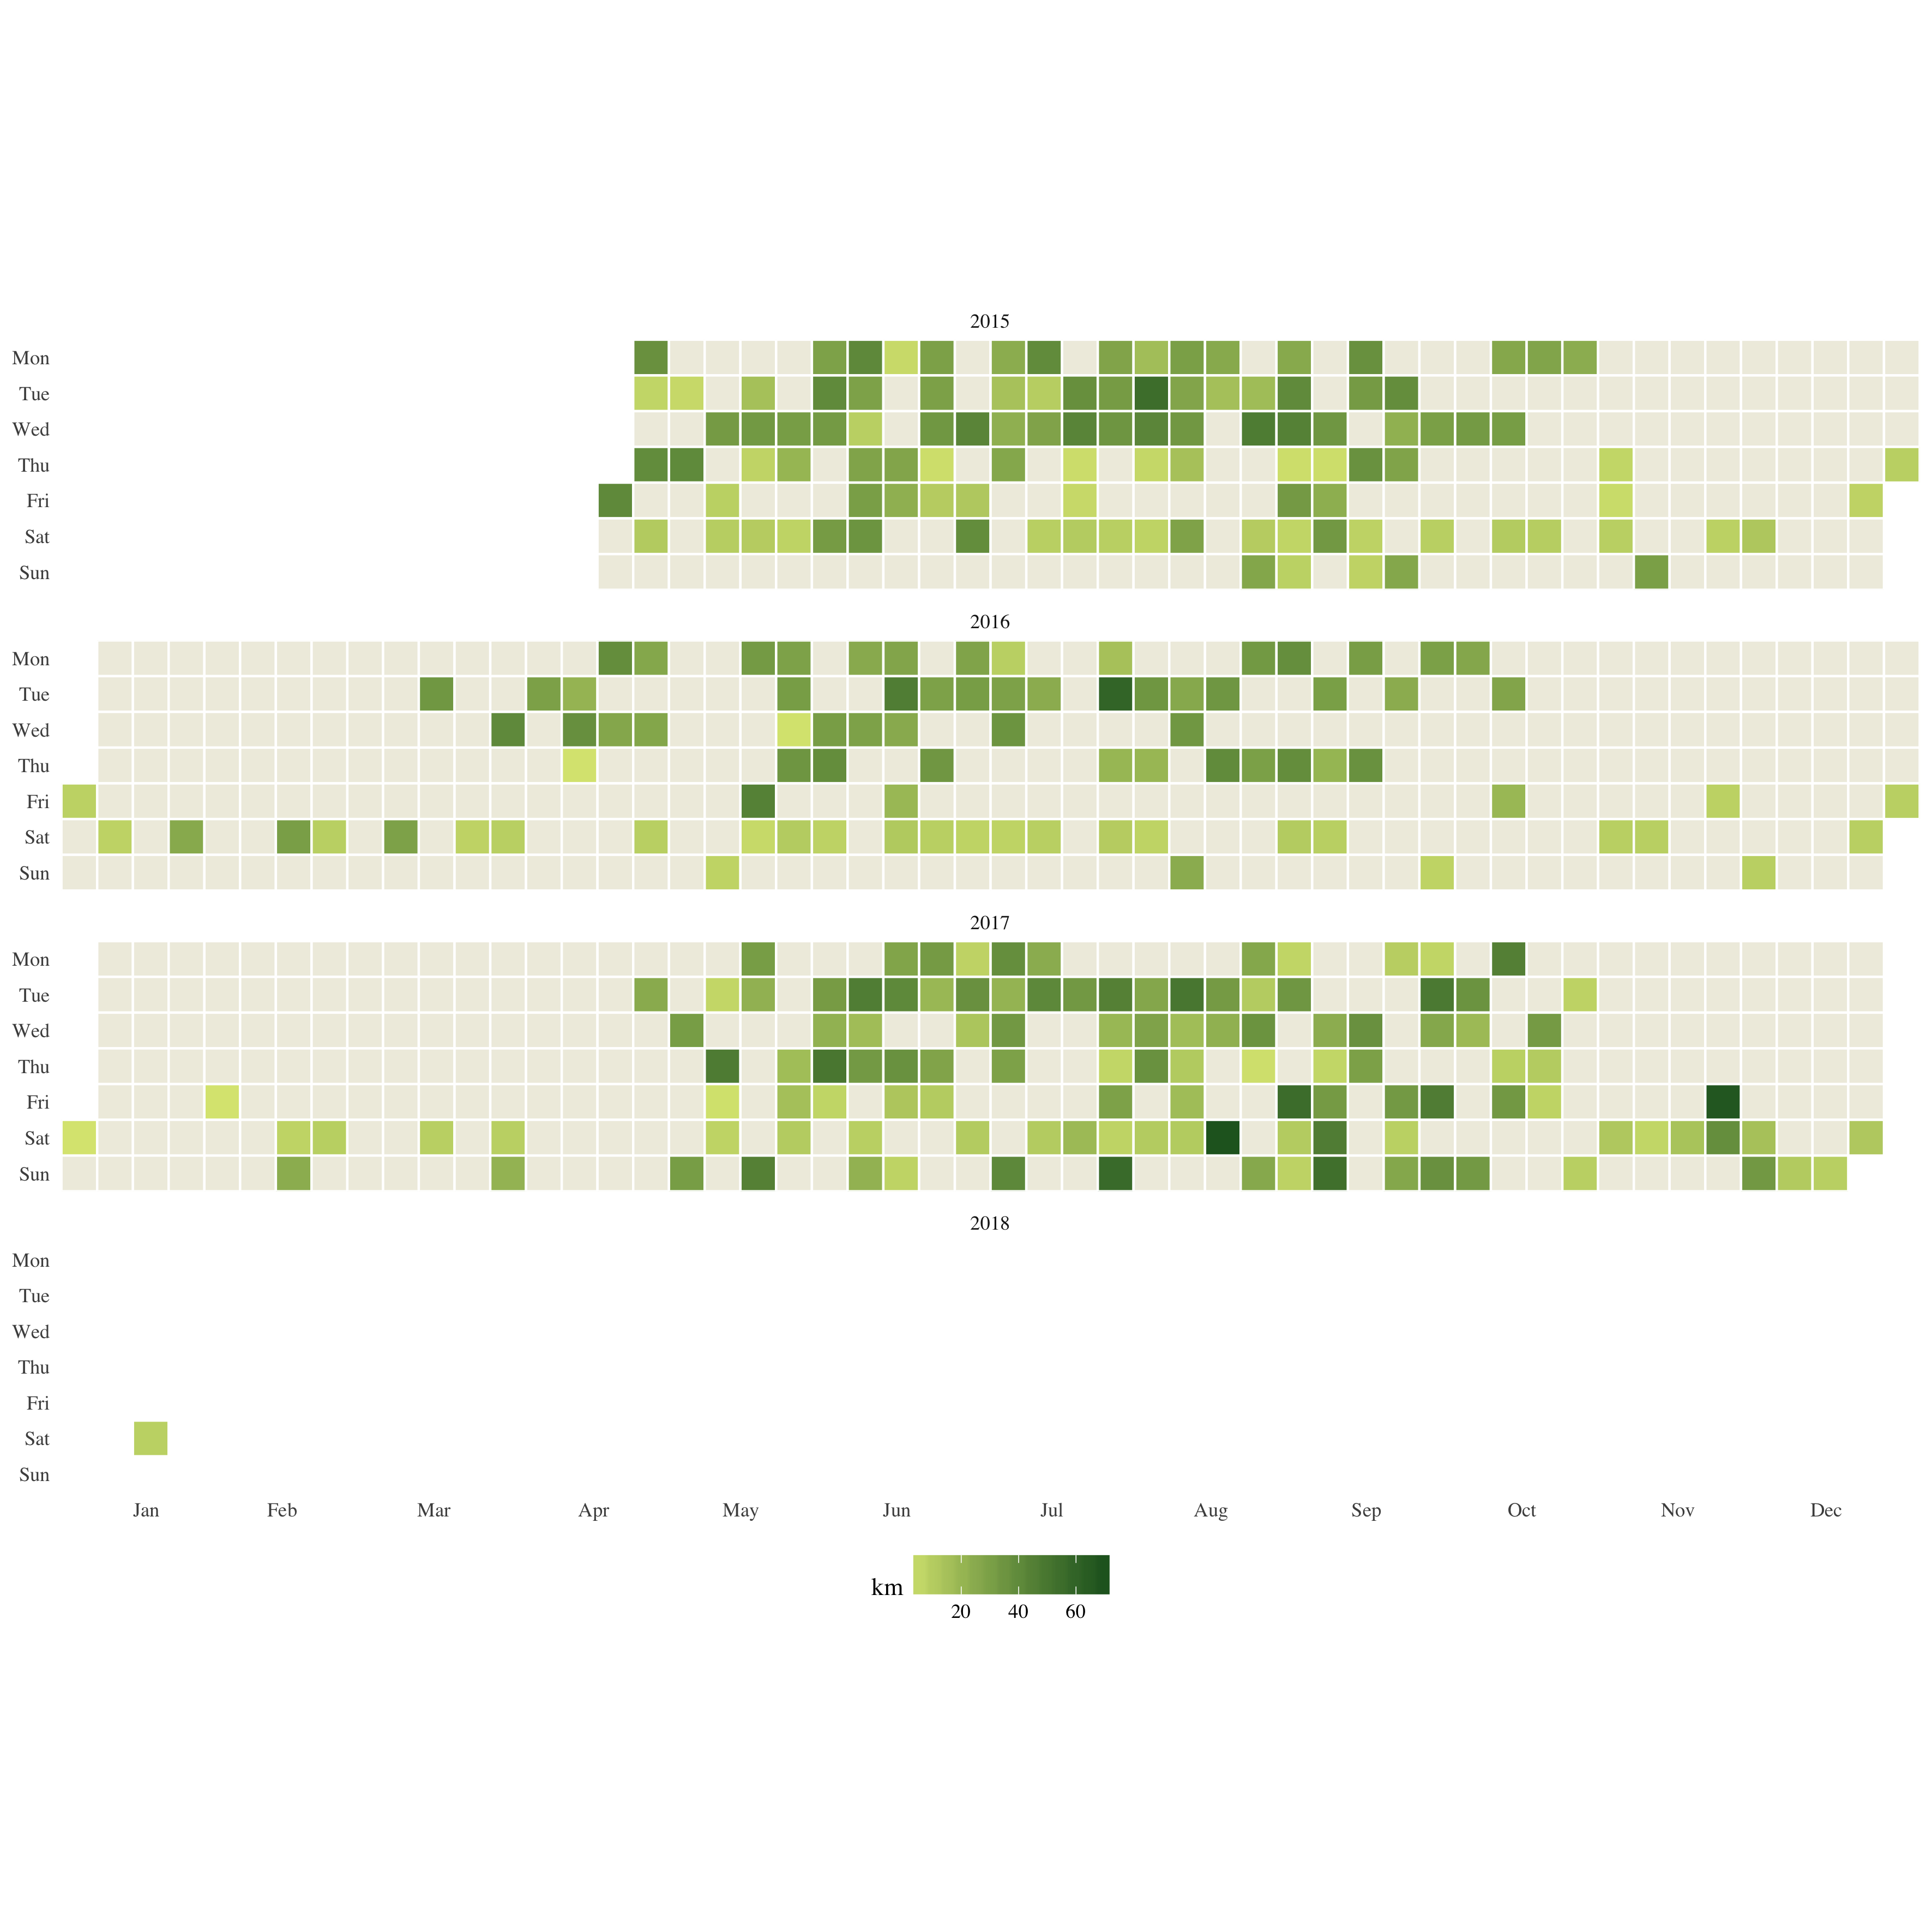 2015
Mon
Tue
Wed
Thu
Fri
Sat
Sun
2016
Mon
Tue
Wed
Thu
Fri
Sat
Sun
2017
Mon
Tue
Wed
Thu
Fri
Sat
Sun
2018
Mon
Tue
Wed
Thu
Fri
Sat
Sun
Jan Feb Mar Apr May Jun Jul Aug Sep Oct Nov Dec
km
20 40 60